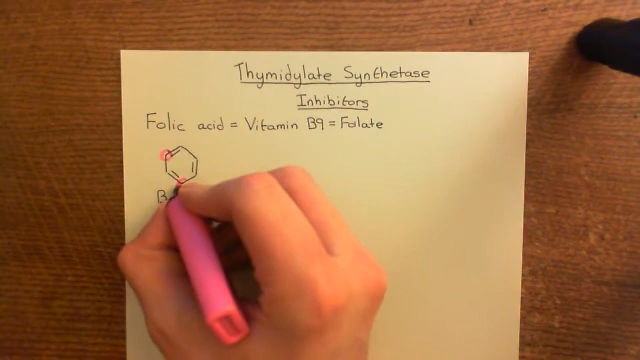 Thymidylate Synthetase
Inhibitors
Folic acid = Vitamin B9 = Folate